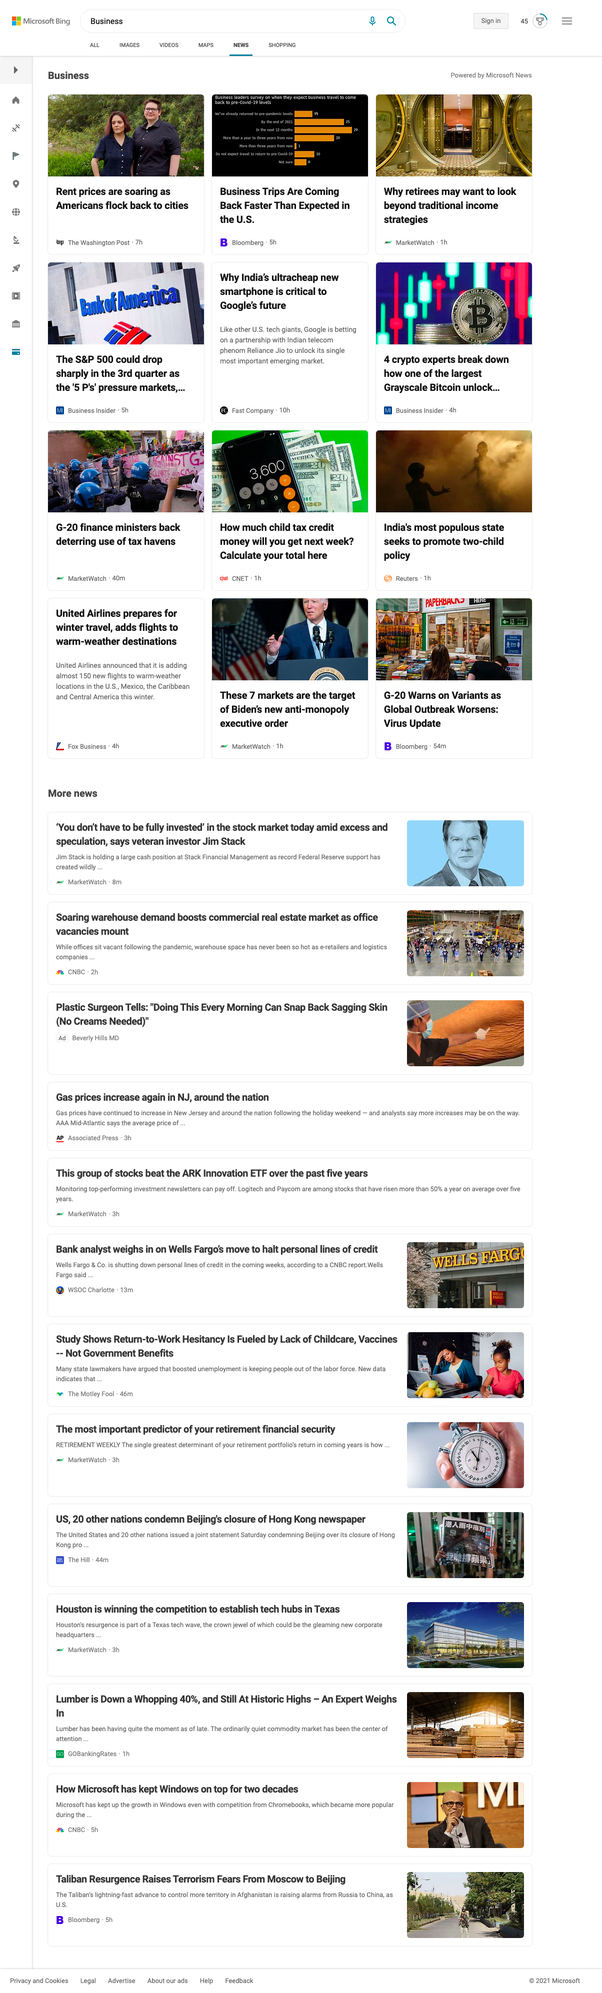 Microsoft Bing
Business
Sign in
45
ALL
IMAGES
VIDEOS
MAPS
NEWS
SHOPPING
Business
Powered by Microsoft News
Business leaders survey on when they expect business travel to come
back to pre-Covid-19 levels
We've already returned to pre-pandemic levels
By the end of 2021
In the next 12 months
More than a year to three years from now
More than three years from now
Do not expect travel to return to pre-Covid-19
Not sure
Rent prices are soaring as
Americans flock back to cities
wp The Washington Post · 7h
Business Trips Are Coming
Back Faster Than Expected in
the U.S.
B Bloomberg · 5h
Why retirees may want to look
beyond traditional income
strategies
MarketWatch · 1h
Bank of America
The S&P 500 could drop
sharply in the 3rd quarter as
the '5 P's' pressure markets,...
BI Business Insider · 5h
Why India's ultracheap new
smartphone is critical to
Google's future
Like other U.S. tech giants, Google is betting
on a partnership with Indian telecom
phenom Reliance Jio to unlock its single
most important emerging market.
FC Fast Company · 10h
4 crypto experts break down
how one of the largest
Grayscale Bitcoin unlock...
BI Business Insider · 4h
G-20 finance ministers back
deterring use of tax havens
MarketWatch · 40m
3,600
How much child tax credit
money will you get next week?
Calculate your total here
cnet CNET · 1h
India's most populous state
seeks to promote two-child
policy
Reuters · 1h
United Airlines prepares for
winter travel, adds flights to
warm-weather destinations
United Airlines announced that it is adding
almost 150 new flights to warm-weather
locations in the U.S., Mexico, the Caribbean
and Central America this winter.
Fox Business · 4h
These 7 markets are the target
of Biden's new anti-monopoly
executive order
MarketWatch · 1h
PAPERBACKS
G-20 Warns on Variants as
Global Outbreak Worsens:
Virus Update
B Bloomberg · 54m
More news
'You don't have to be fully invested' in the stock market today amid excess and
speculation, says veteran investor Jim Stack
Jim Stack is holding a large cash position at Stack Financial Management as record Federal Reserve support has
created wildly ...
MarketWatch · 8m
Soaring warehouse demand boosts commercial real estate market as office
vacancies mount
While offices sit vacant following the pandemic, warehouse space has never been so hot as e-retailers and logistics
companies ...
CNBC · 2h
Plastic Surgeon Tells: "Doing This Every Morning Can Snap Back Sagging Skin
(No Creams Needed)"
Ad Beverly Hills MD
Gas prices increase again in NJ, around the nation
Gas prices have continued to increase in New Jersey and around the nation following the holiday weekend — and analysts say more increases may be on the way.
AAA Mid-Atlantic says the average price of ...
AP Associated Press · 3h
This group of stocks beat the ARK Innovation ETF over the past five years
Monitoring top-performing investment newsletters can pay off. Logitech and Paycom are among stocks that have risen more than 50% a year on average over five
years.
MarketWatch · 3h
Bank analyst weighs in on Wells Fargo's move to halt personal lines of credit
Wells Fargo & Co. is shutting down personal lines of credit in the coming weeks, according to a CNBC report.Wells
Fargo said ...
WSOC Charlotte · 13m
WELLS FARGO
Study Shows Return-to-Work Hesitancy Is Fueled by Lack of Childcare, Vaccines
-- Not Government Benefits
Many state lawmakers have argued that boosted unemployment is keeping people out of the labor force. New data
indicates that ...
The Motley Fool · 46m
The most important predictor of your retirement financial security
RETIREMENT WEEKLY The single greatest determinant of your retirement portfolio's return in coming years is how ...
MarketWatch · 3h
US, 20 other nations condemn Beijing's closure of Hong Kong newspaper
The United States and 20 other nations issued a joint statement Saturday condemning Beijing over its closure of Hong
Kong pro ...
The Hill · 44m
Houston is winning the competition to establish tech hubs in Texas
Houston's resurgence is part of a Texas tech wave, the crown jewel of which could be the gleaming new corporate
headquarters ...
MarketWatch · 3h
Lumber is Down a Whopping 40%, and Still At Historic Highs – An Expert Weighs
In
Lumber has been having quite the moment as of late. The ordinarily quiet commodity market has been the center of
attention ...
GO GOBankingRates · 1h
How Microsoft has kept Windows on top for two decades
Microsoft has kept up the growth in Windows even with competition from Chromebooks, which became more popular
during the ...
CNBC · 5h
Taliban Resurgence Raises Terrorism Fears From Moscow to Beijing
The Taliban's lightning-fast advance to control more territory in Afghanistan is raising alarms from Russia to China, as
U.S.
B Bloomberg · 5h
Privacy and Cookies
Legal
Advertise
About our ads
Help
Feedback
© 2021 Microsoft